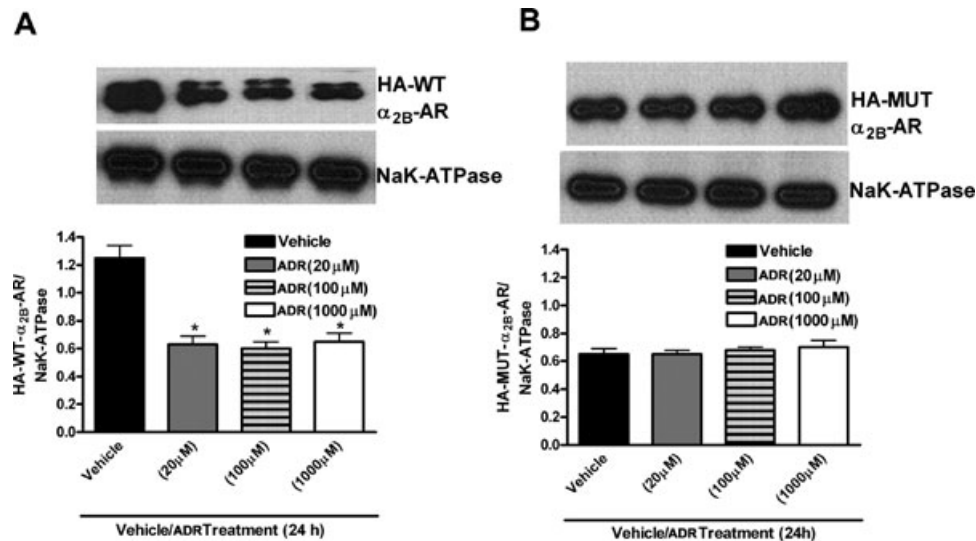 A
HA-WT
α2B-AR
NaK-ATPase
HA-WT-α2B-AR/
NaK-ATPase
1.4
1.2
1.0
0.8
0.6
0.4
0.2
0.0
Vehicle
ADR(20μM)
ADR(100μM)
ADR(1000μM)
* * *
Vehicle
(20μM)
(100μM)
(1000μM)
Vehicle/ADRTreatment (24 h)
B
HA-MUT
α2B-AR
NaK-ATPase
HA-MUT-α2B-AR/
NaK-ATPase
1.4
1.2
1.0
0.8
0.6
0.4
0.2
0.0
Vehicle
ADR(20μM)
ADR(100μM)
ADR(1000μM)
Vehicle
(20μM)
(100μM)
(1000μM)
Vehicle/ADRTreatment (24h)